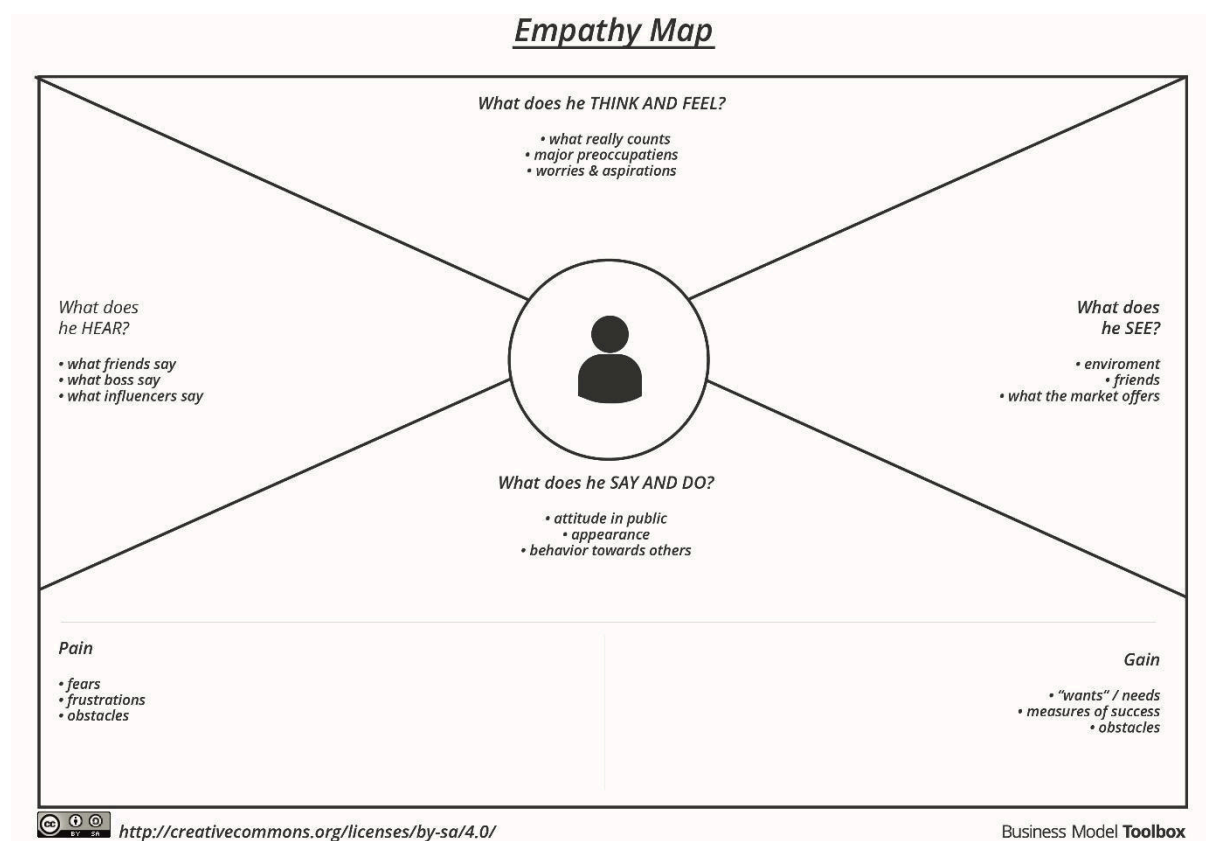 Empathy Map
What does he THINK AND FEEL?
• what really counts
• major preoccupatiens
• worries & aspirations
What does
he HEAR?
• what friends say
• what boss say
• what influencers say
What does
he SEE?
• enviroment
• friends
• what the market offers
What does he SAY AND DO?
• attitude in public
• appearance
• behavior towards others
Pain
• fears
• frustrations
• obstacles
Gain
• “wants” / needs
• measures of success
• obstacles
cc BY SA
http://creativecommons.org/licenses/by-sa/4.0/
Business Model Toolbox